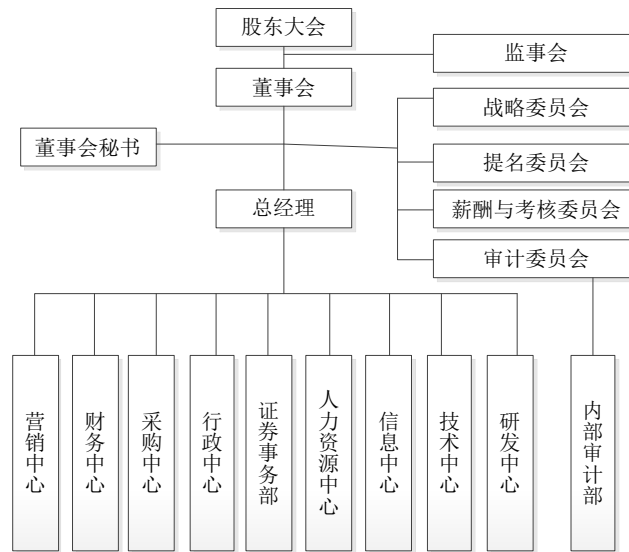 股东大会
监事会
董事会
战略委员会
董事会秘书
提名委员会
总经理
薪酬与考核委员会
审计委员会
营销中心
财务中心
采购中心
行政中心
证券事务部
人力资源中心
信息中心
技术中心
研发中心
内部审计部